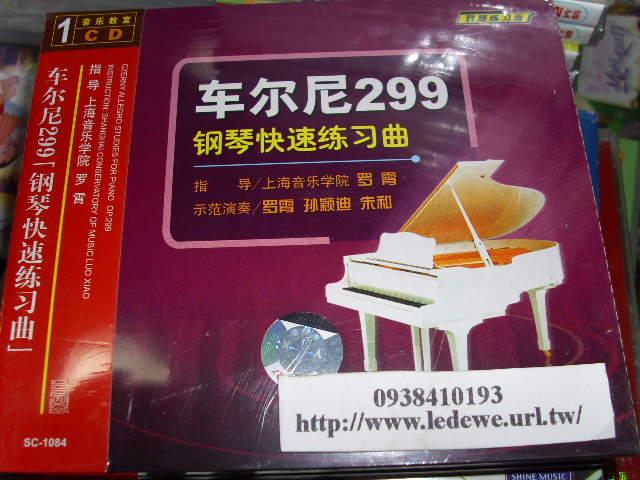 1
音乐教室
CD
车尔尼299「钢琴快速练习曲」
指 导 上海音乐学院 罗 霄
CZERNY ALLEGRO STUDIES FOR PIANO OP.299
INSTRUCTION: SHANGHAI CONSERVATORY OF MUSIC LUO XIAO
SC-1084
车尔尼299
钢琴快速练习曲
指 导/上海音乐学院 罗 霄
示范演奏/罗霄 孙颖迪 朱和
0938410193
http://www.ledewe.url.tw/
SHINE MUSIC